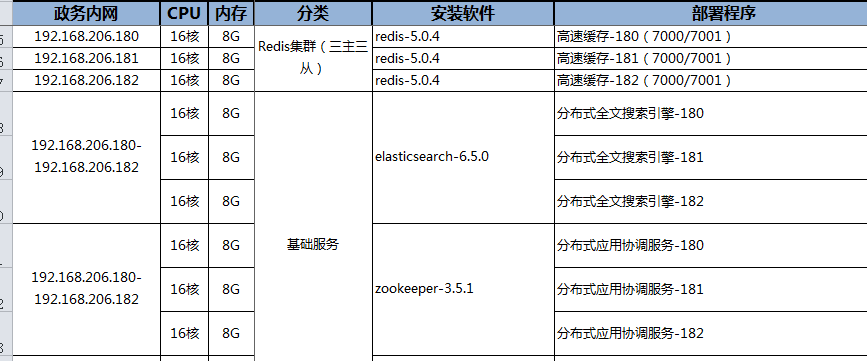 政务内网 CPU 内存 分类 安装软件 部署程序
192.168.206.180 16核 8G Redis集群（三主三从） redis-5.0.4 高速缓存-180（7000/7001）
192.168.206.181 16核 8G redis-5.0.4 高速缓存-181（7000/7001）
192.168.206.182 16核 8G redis-5.0.4 高速缓存-182（7000/7001）
192.168.206.180-
192.168.206.182
16核 8G 基础服务 elasticsearch-6.5.0 分布式全文搜索引擎-180
16核 8G 分布式全文搜索引擎-181
16核 8G 分布式全文搜索引擎-182
192.168.206.180-
192.168.206.182
16核 8G zookeeper-3.5.1 分布式应用协调服务-180
16核 8G 分布式应用协调服务-181
16核 8G 分布式应用协调服务-182